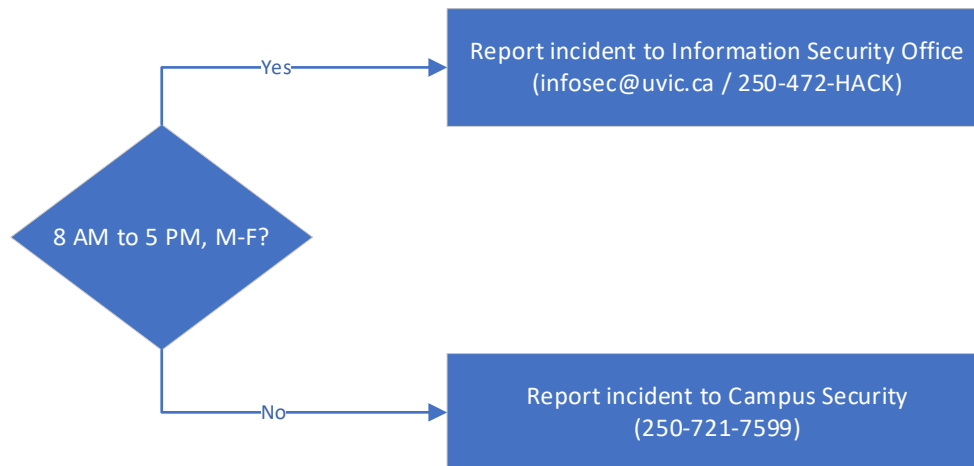 Report incident to Information Security Office
(infosec@uvic.ca / 250-472-HACK)
Yes
8 AM to 5 PM, M-F?
No
Report incident to Campus Security
(250-721-7599)